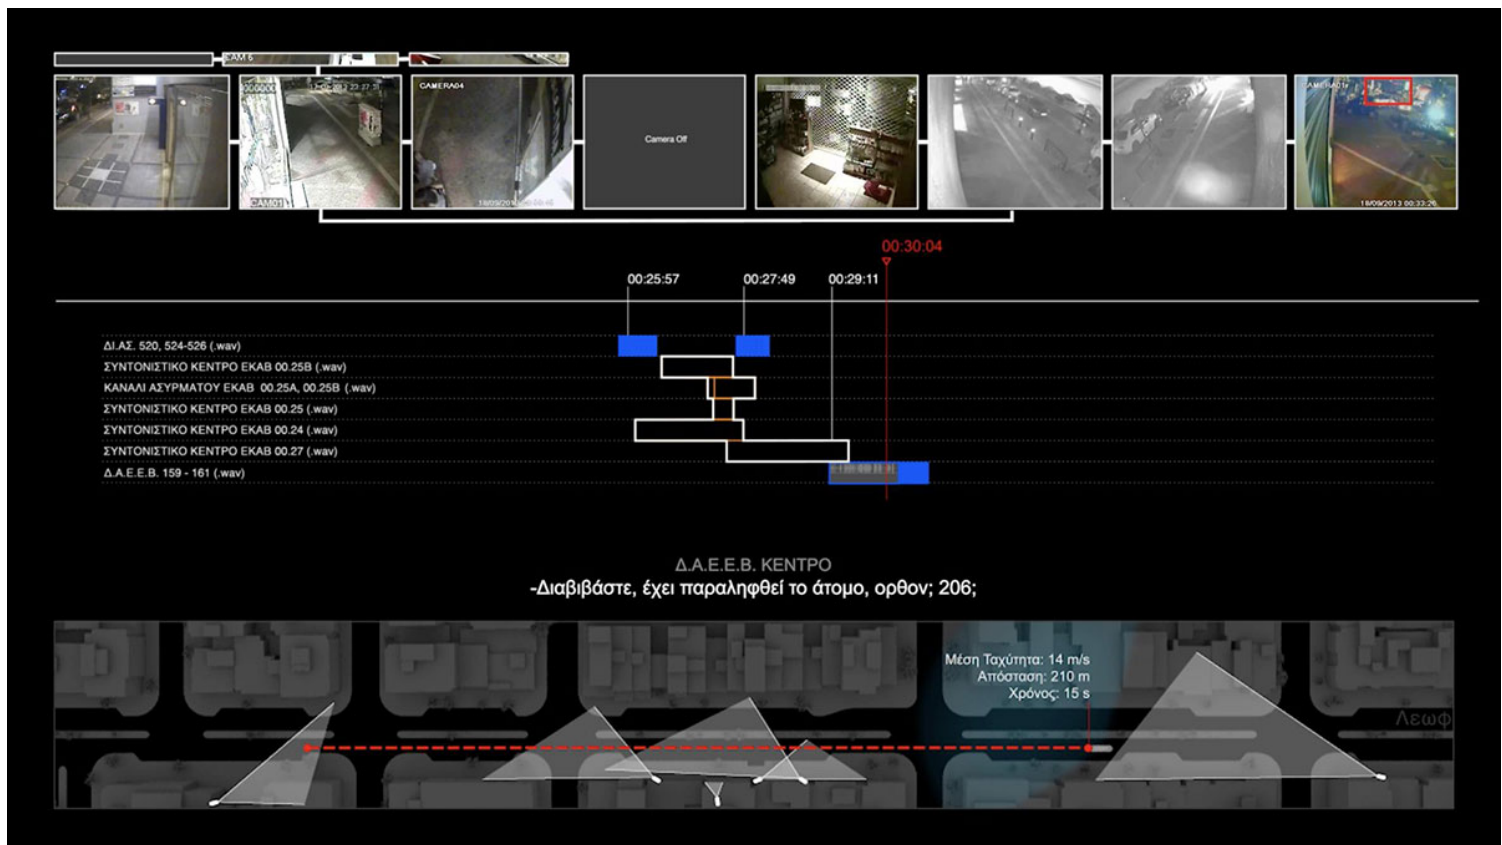 CAM 6
CAMERA04
Camera Off
CAM01
18/09/2013 00:33:26
00:30:04
00:25:57
00:27:49
00:29:11
ΔΙ.ΑΣ. 520, 524-526 (.wav)
ΣΥΝΤΟΝΙΣΤΙΚΟ ΚΕΝΤΡΟ ΕΚΑΒ 00.25Β (.wav)
ΚΑΝΑΛΙ ΑΣΥΡΜΑΤΟΥ ΕΚΑΒ 00.25Α, 00.25Β (.wav)
ΣΥΝΤΟΝΙΣΤΙΚΟ ΚΕΝΤΡΟ ΕΚΑΒ 00.25 (.wav)
ΣΥΝΤΟΝΙΣΤΙΚΟ ΚΕΝΤΡΟ ΕΚΑΒ 00.24 (.wav)
ΣΥΝΤΟΝΙΣΤΙΚΟ ΚΕΝΤΡΟ ΕΚΑΒ 00.27 (.wav)
Δ.Α.Ε.Ε.Β. 159 - 161 (.wav)
Δ.Α.Ε.Ε.Β. ΚΕΝΤΡΟ
-Διαβιβάστε, έχει παραληφθεί το άτομο, ορθον; 206;
Μέση Ταχύτητα: 14 m/s
Απόσταση: 210 m
Χρόνος: 15 s
Λεωφ